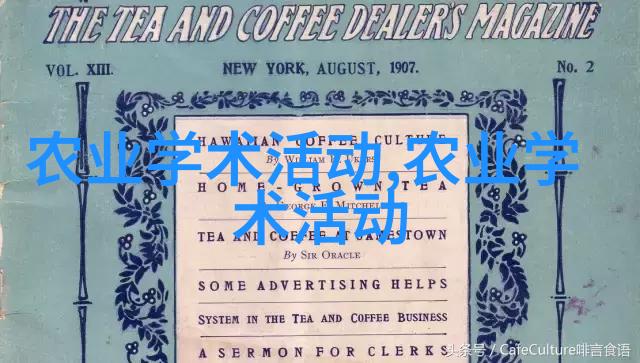 THE TEA AND COFFEE DEALER'S MAGAZINE
VOL. XIII. NEW YORK, AUGUST, 1907. No. 2
HAWAIIAN COFFEE CULTURE
By WILLIAM H. UKERS
农业学术活动,农业学
HOME-GROWN TEA
GEORGE F. MITCHELL
术活动
TEA AND COFFEE AT JAMESTOWN
By SIR ORACLE
SOME ADVERTISING HELPS
SYSTEM IN THE TEA AND COFFEE BUSINESS
A SERMON FOR CLERKS
头条号 / CafeCulture啡言食语